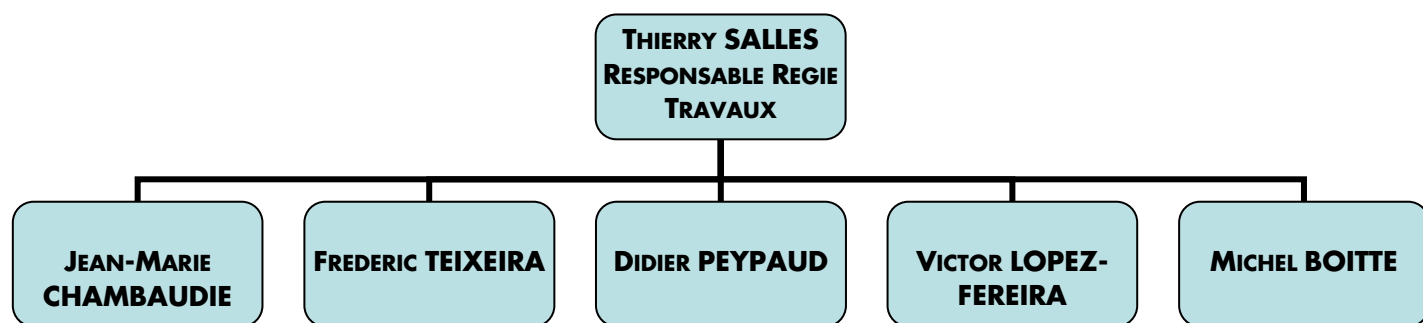 Thierry SALLES
Responsable Regie
Travaux
Jean-Marie
CHAMBAUDIE
Frederic TEIXEIRA
Didier PEYPAUD
Victor LOPEZ-
FEREIRA
Michel BOITTE